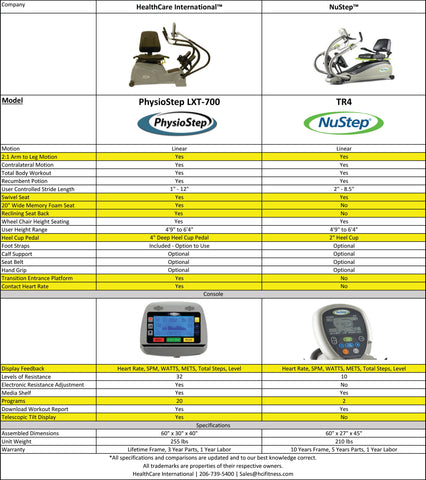 Company HealthCare International™ NuStep™
Model PhysioStep LXT-700 TR4
PhysioStep NuStep
Motion Linear Linear
2:1 Arm to Leg Motion Yes Yes
Contralateral Motion Yes Yes
Total Body Workout Yes Yes
Recumbent Potion Yes Yes
User Controlled Stride Length 1" - 12" 2" - 8.5"
Swivel Seat Yes Yes
20" Wide Memory Foam Seat Yes No
Reclining Seat Back Yes No
Wheel Chair Height Seating Yes Yes
User Height Range 4'9" to 6'4" 4'9" to 6'4"
Heel Cup Pedal 4" Deep Heel Cup Pedal 2" Heel Cup
Foot Straps Included - Option to Use Optional
Calf Support Optional Optional
Seat Belt Optional Optional
Hand Grip Optional Optional
Transition Entrance Platform Yes No
Contact Heart Rate Yes No
Console
Display Feedback Heart Rate, SPM, WATTS, METS, Total Steps, Level Heart Rate, SPM, WATTS, METS, Total Steps, Level
Levels of Resistance 32 10
Electronic Resistance Adjustment Yes No
Media Shelf Yes Yes
Programs 20 2
Download Workout Report Yes Yes
Telescopic Tilt Display Yes No
Specifications
Assembled Dimensions 60" x 30" x 40" 60" x 27" x 45"
Unit Weight 255 lbs 210 lbs
Warranty Lifetime Frame, 3 Year Parts, 1 Year Labor 10 Years Frame, 5 Years Parts, 1 Year Labor
*All specifications and comparisons are updated and to our best knowledge correct.
All trademarks are properties of their respective owners.
HealthCare International | 206-739-5400 | Sales@hcifitness.com